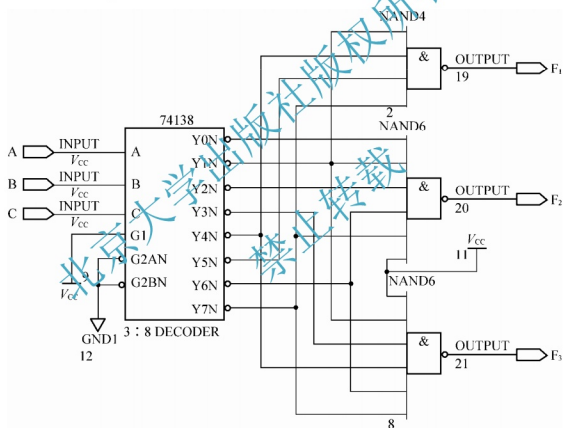 NAND4
&
OUTPUT
19
F₁
2
NAND6
74138
A
INPUT
VCC
A
Y0N
Y1N
B
INPUT
VCC
B
Y2N
&
OUTPUT
20
F₂
C
INPUT
VCC
C
Y3N
G1
Y4N
G2AN
Y5N
VCC
11
NAND6
VCC
G2BN
Y6N
Y7N
GND1
12
3:8 DECODER
&
OUTPUT
21
F₃
8
北京大学出版社版权所有
禁止转载